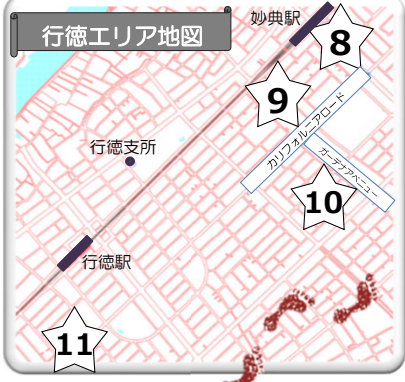 行徳エリア地図
妙典駅
8
9
カリフォルニアロード
ガーデナアベニュー
行徳支所
10
行徳駅
11